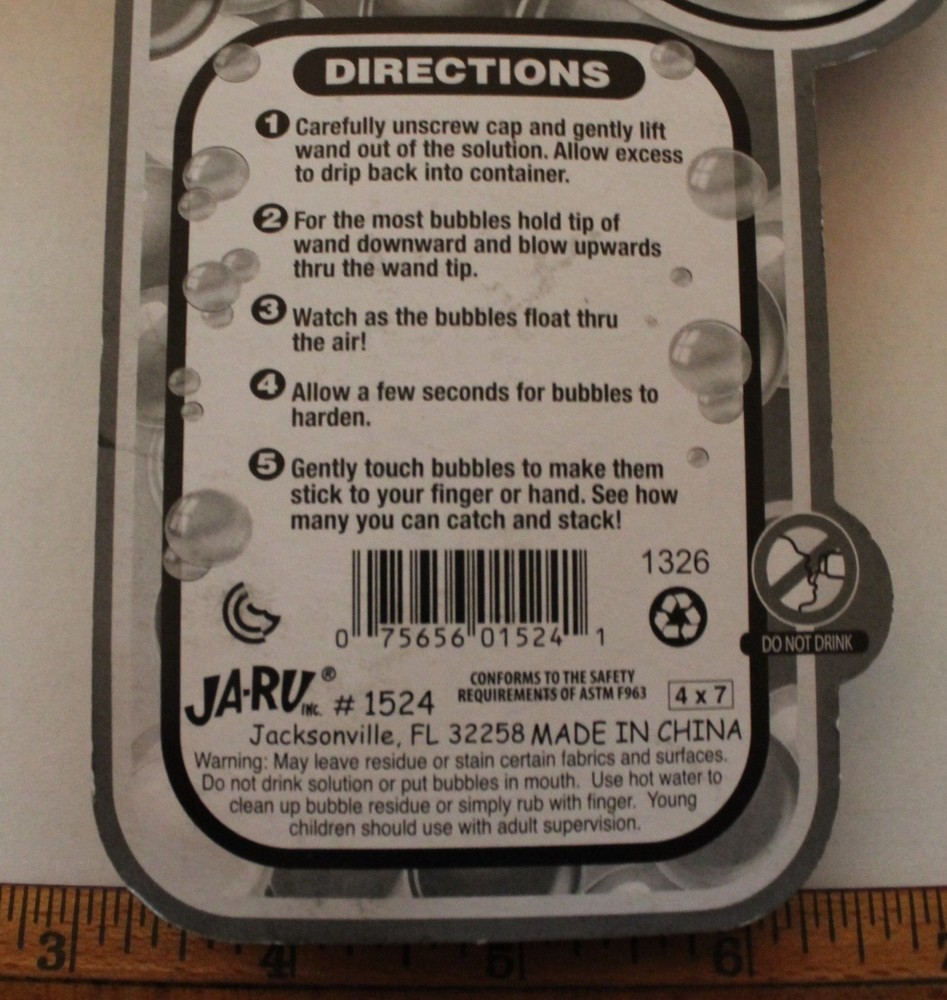 DIRECTIONS
1 Carefully unscrew cap and gently lift
wand out of the solution. Allow excess
to drip back into container.
2 For the most bubbles hold tip of
wand downward and blow upwards
thru the wand tip.
3 Watch as the bubbles float thru
the air!
4 Allow a few seconds for bubbles to
harden.
5 Gently touch bubbles to make them
stick to your finger or hand. See how
many you can catch and stack!
1326
0 75656 01524 1
DO NOT DRINK
JA-RU INC. ® # 1524
CONFORMS TO THE SAFETY
REQUIREMENTS OF ASTM F963
4 x 7
Jacksonville, FL 32258 MADE IN CHINA
Warning: May leave residue or stain certain fabrics and surfaces.
Do not drink solution or put bubbles in mouth. Use hot water to
clean up bubble residue or simply rub with finger. Young
children should use with adult supervision.
3 4 5 6 7